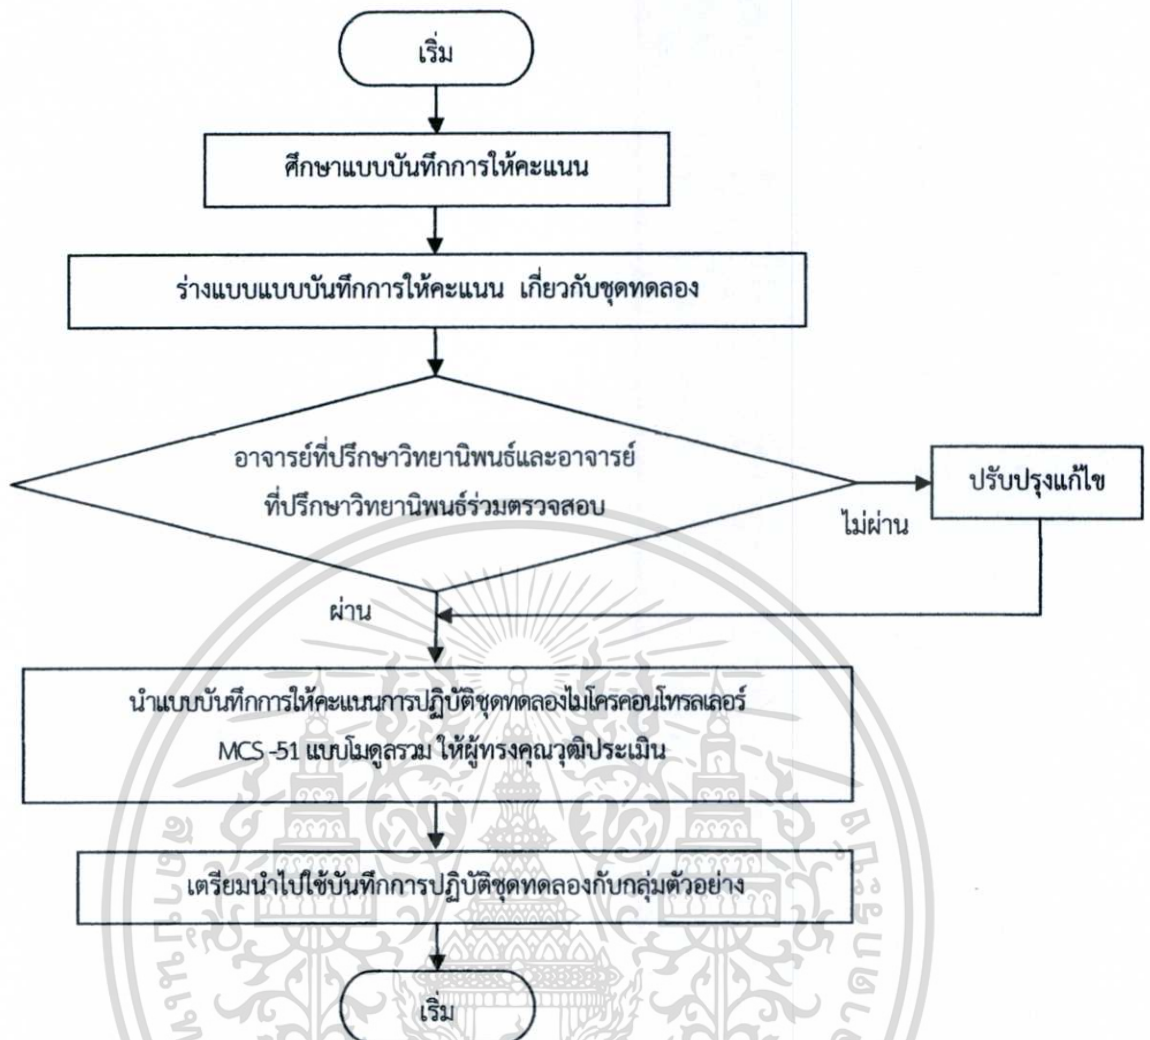 เริ่ม
ศึกษาแบบบันทึกการให้คะแนน
ร่างแบบแบบบันทึกการให้คะแนน เกี่ยวกับชุดทดลอง
อาจารย์ที่ปรึกษาวิทยานิพนธ์และอาจารย์
ที่ปรึกษาวิทยานิพนธ์ร่วมตรวจสอบ
ปรับปรุงแก้ไข
ไม่ผ่าน
ผ่าน
นำแบบบันทึกการให้คะแนนการปฏิบัติชุดทดลองไมโครคอนโทรลเลอร์
MCS -51 แบบโมดูลรวม ให้ผู้ทรงคุณวุฒิประเมิน
เตรียมนำไปใช้บันทึกการปฏิบัติชุดทดลองกับกลุ่มตัวอย่าง
เริ่ม